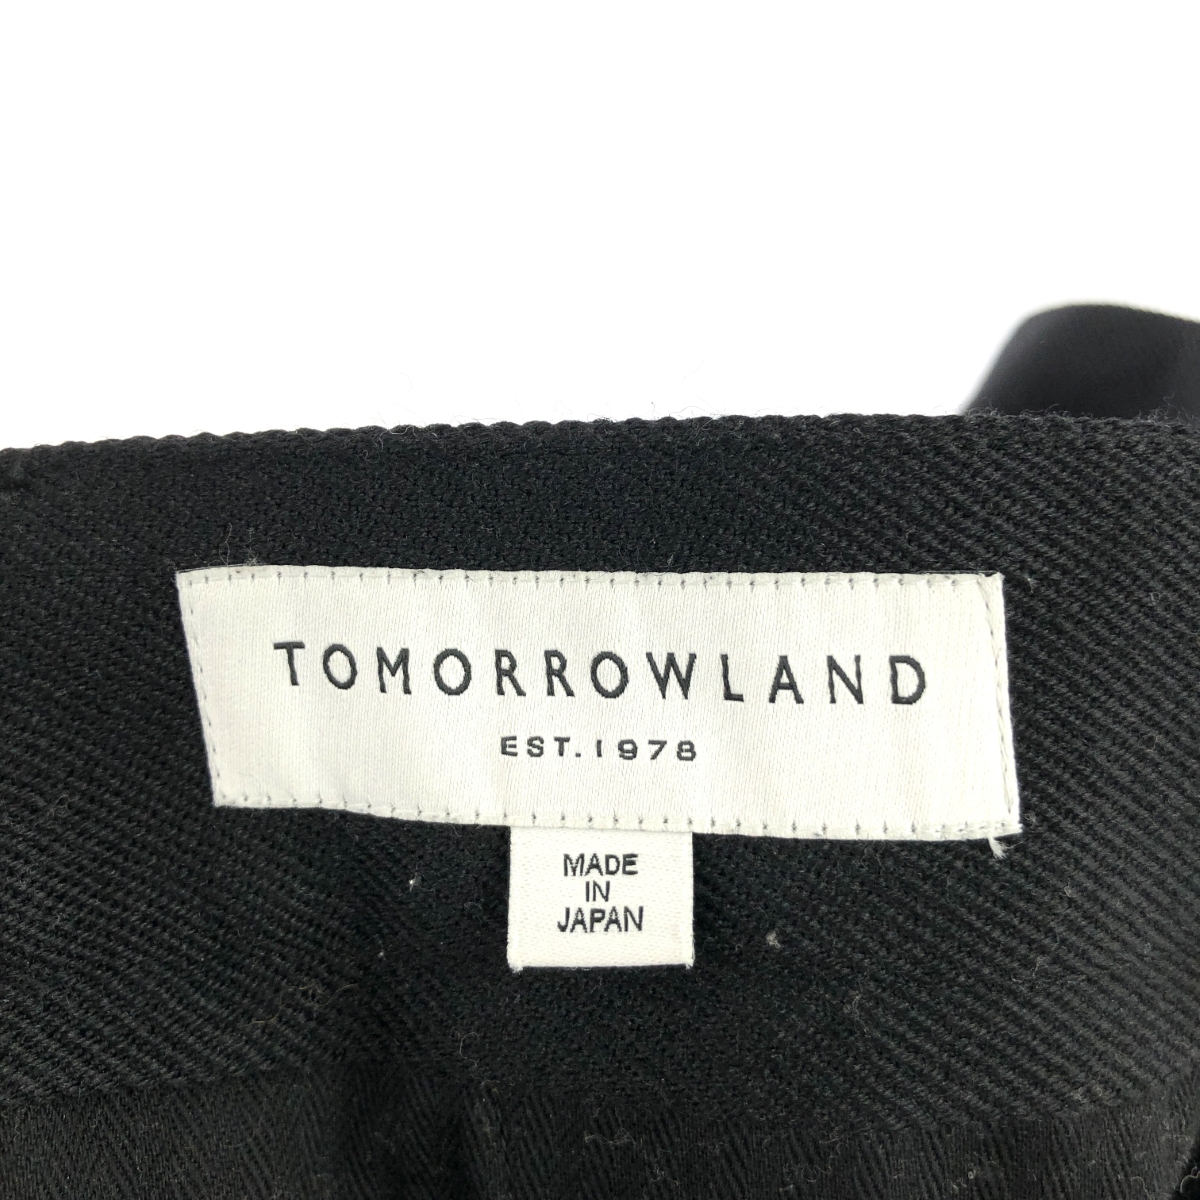 TOMORROWLAND
EST. 1978
MADE
IN
JAPAN